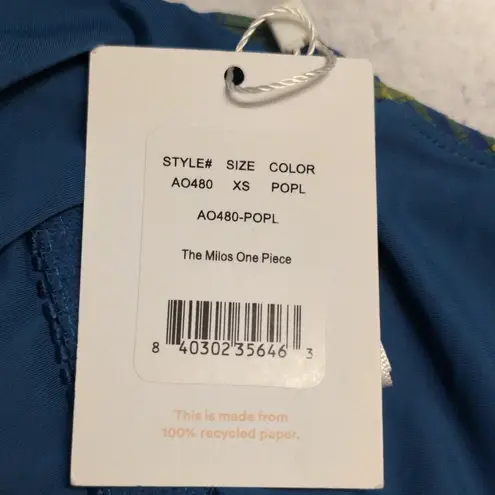 STYLE# SIZE COLOR
AO480 XS POPL
AO480-POPL
The Milos One Piece
8 40302 35646 3
This is made from
100% recycled paper.